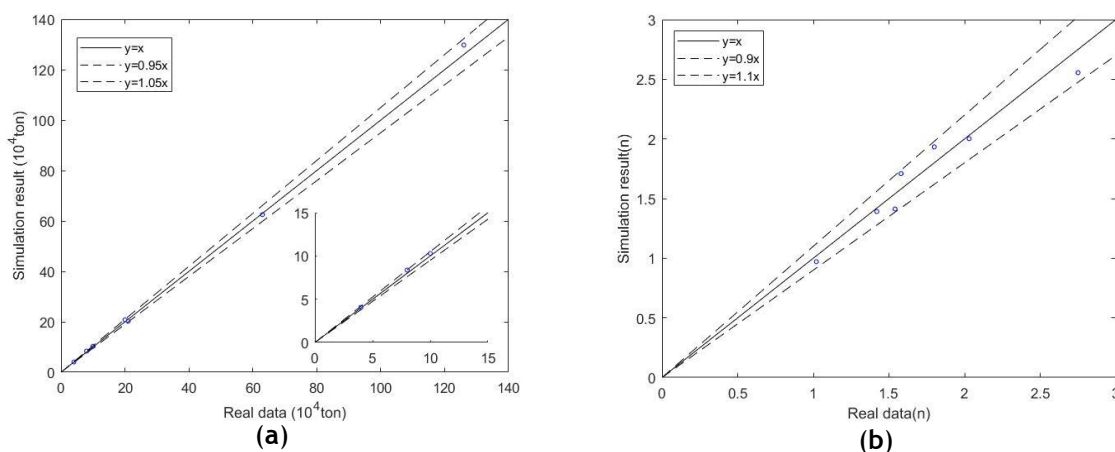 140
120
100
80
60
40
20
0
Simulation result (10⁴ton)
y=x
y=0.95x
y=1.05x
15
10
5
0
0 5 10 15
0 20 40 60 80 100 120 140
Real data (10⁴ton)
(a)
3
2.5
2
1.5
1
0.5
0
Simulation result(n)
y=x
y=0.9x
y=1.1x
0 0.5 1 1.5 2 2.5 3
Real data(n)
(b)